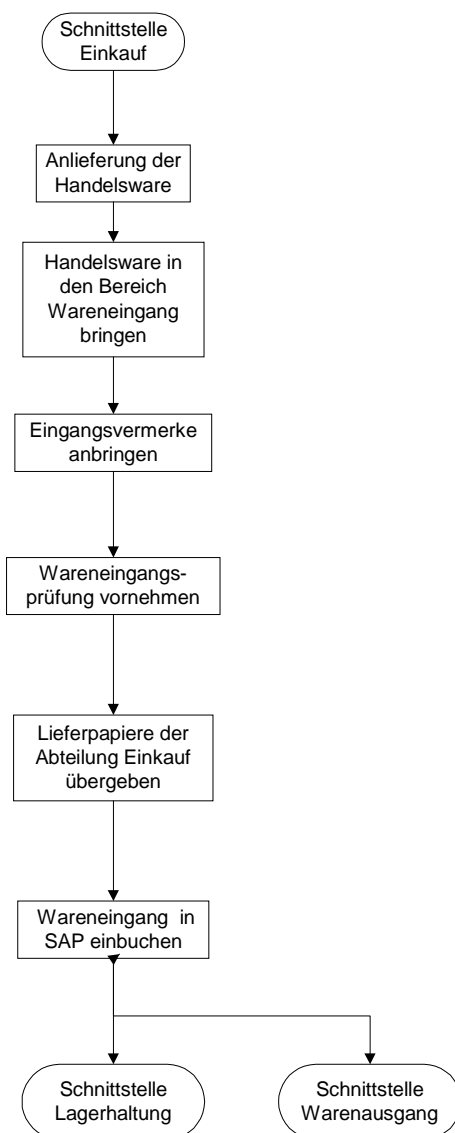 Schnittstelle
Einkauf
Anlieferung der
Handelsware
Handelsware in
den Bereich
Wareneingang
bringen
Eingangsvermerke
anbringen
Wareneingangs-
prüfung vornehmen
Lieferpapiere der
Abteilung Einkauf
übergeben
Wareneingang in
SAP einbuchen
Schnittstelle
Lagerhaltung
Schnittstelle
Warenausgang